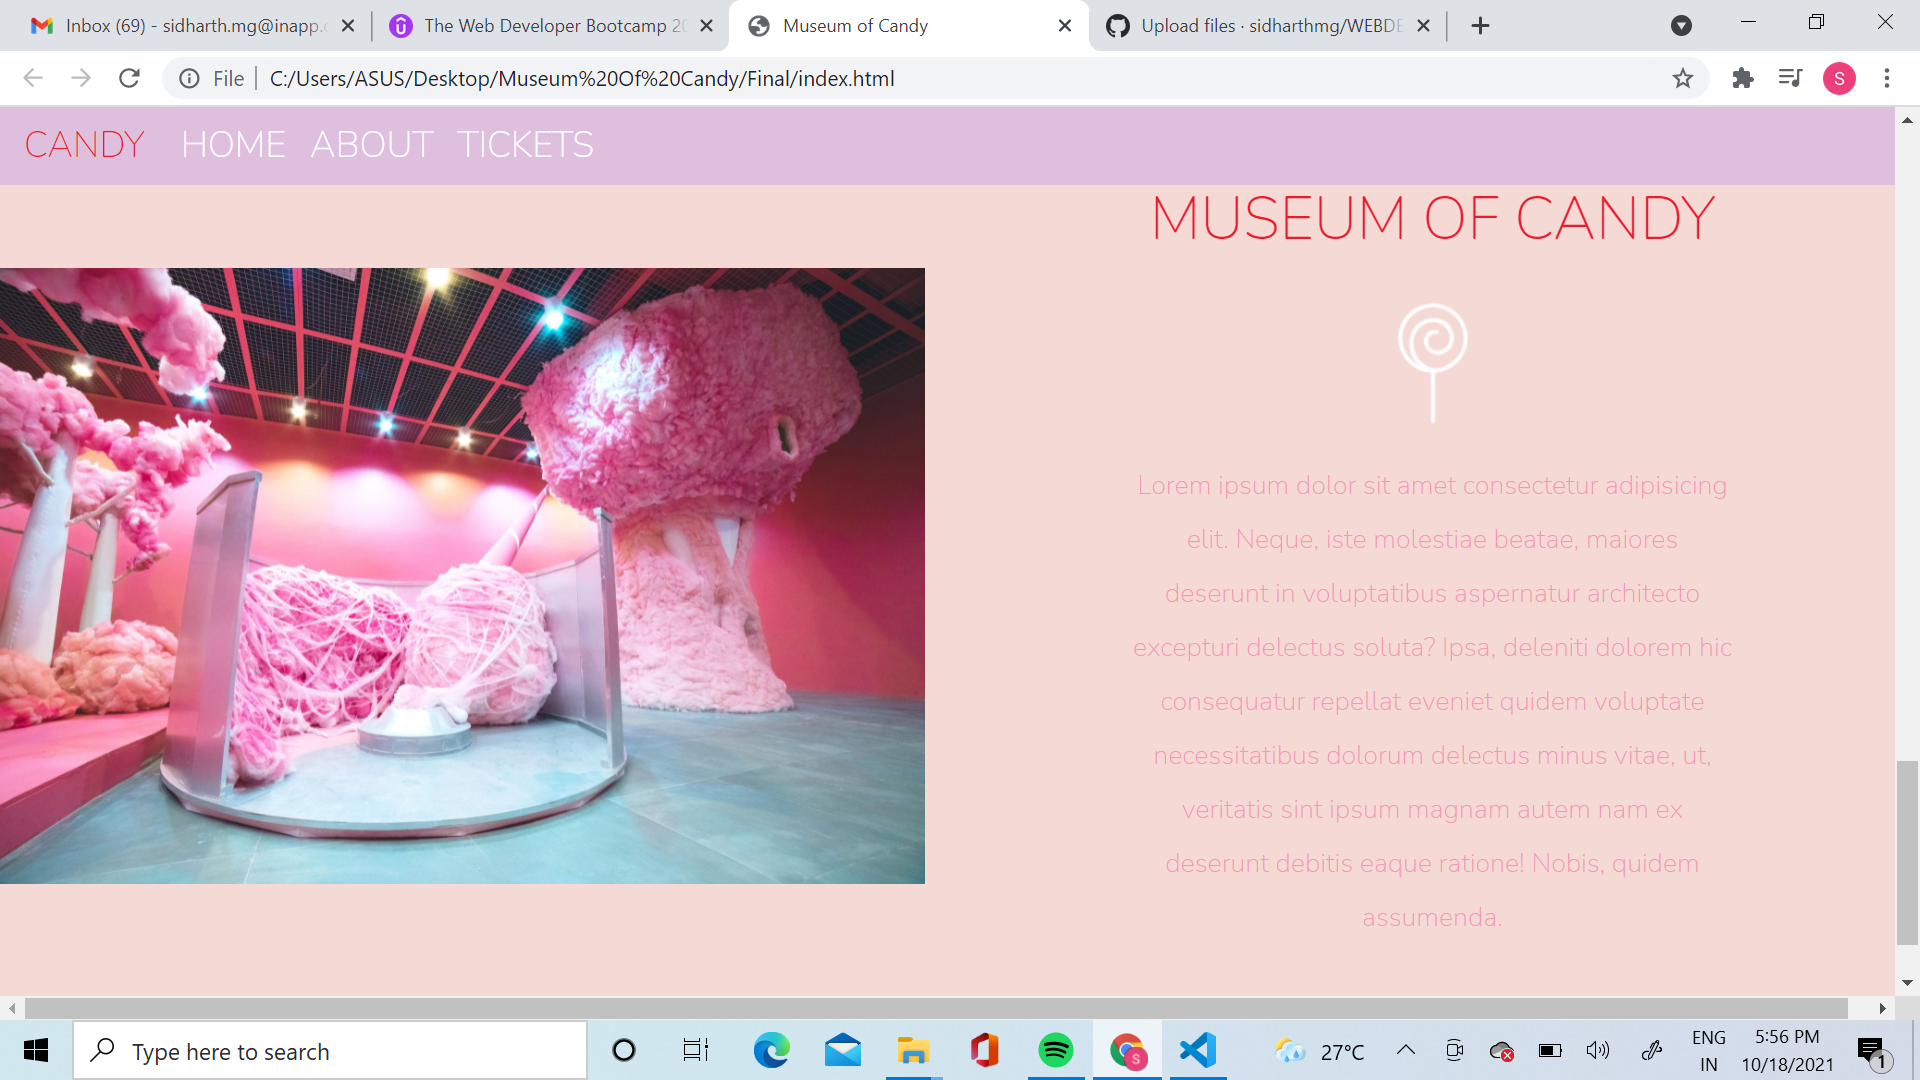 Inbox (69) - sidharth.mg@inapp.
The Web Developer Bootcamp 20
Museum of Candy
Upload files · sidharthmg/WEBDE
File
C:/Users/ASUS/Desktop/Museum%20Of%20Candy/Final/index.html
S
CANDY HOME ABOUT TICKETS
MUSEUM OF CANDY
Lorem ipsum dolor sit amet consectetur adipisicing
elit. Neque, iste molestiae beatae, maiores
deserunt in voluptatibus aspernatur architecto
excepturi delectus soluta? Ipsa, deleniti dolorem hic
consequatur repellat eveniet quidem voluptate
necessitatibus dolorum delectus minus vitae, ut,
veritatis sint ipsum magnam autem nam ex
deserunt debitis eaque ratione! Nobis, quidem
assumenda.
Type here to search
S
27°C
ENG
IN
5:56 PM
10/18/2021
1